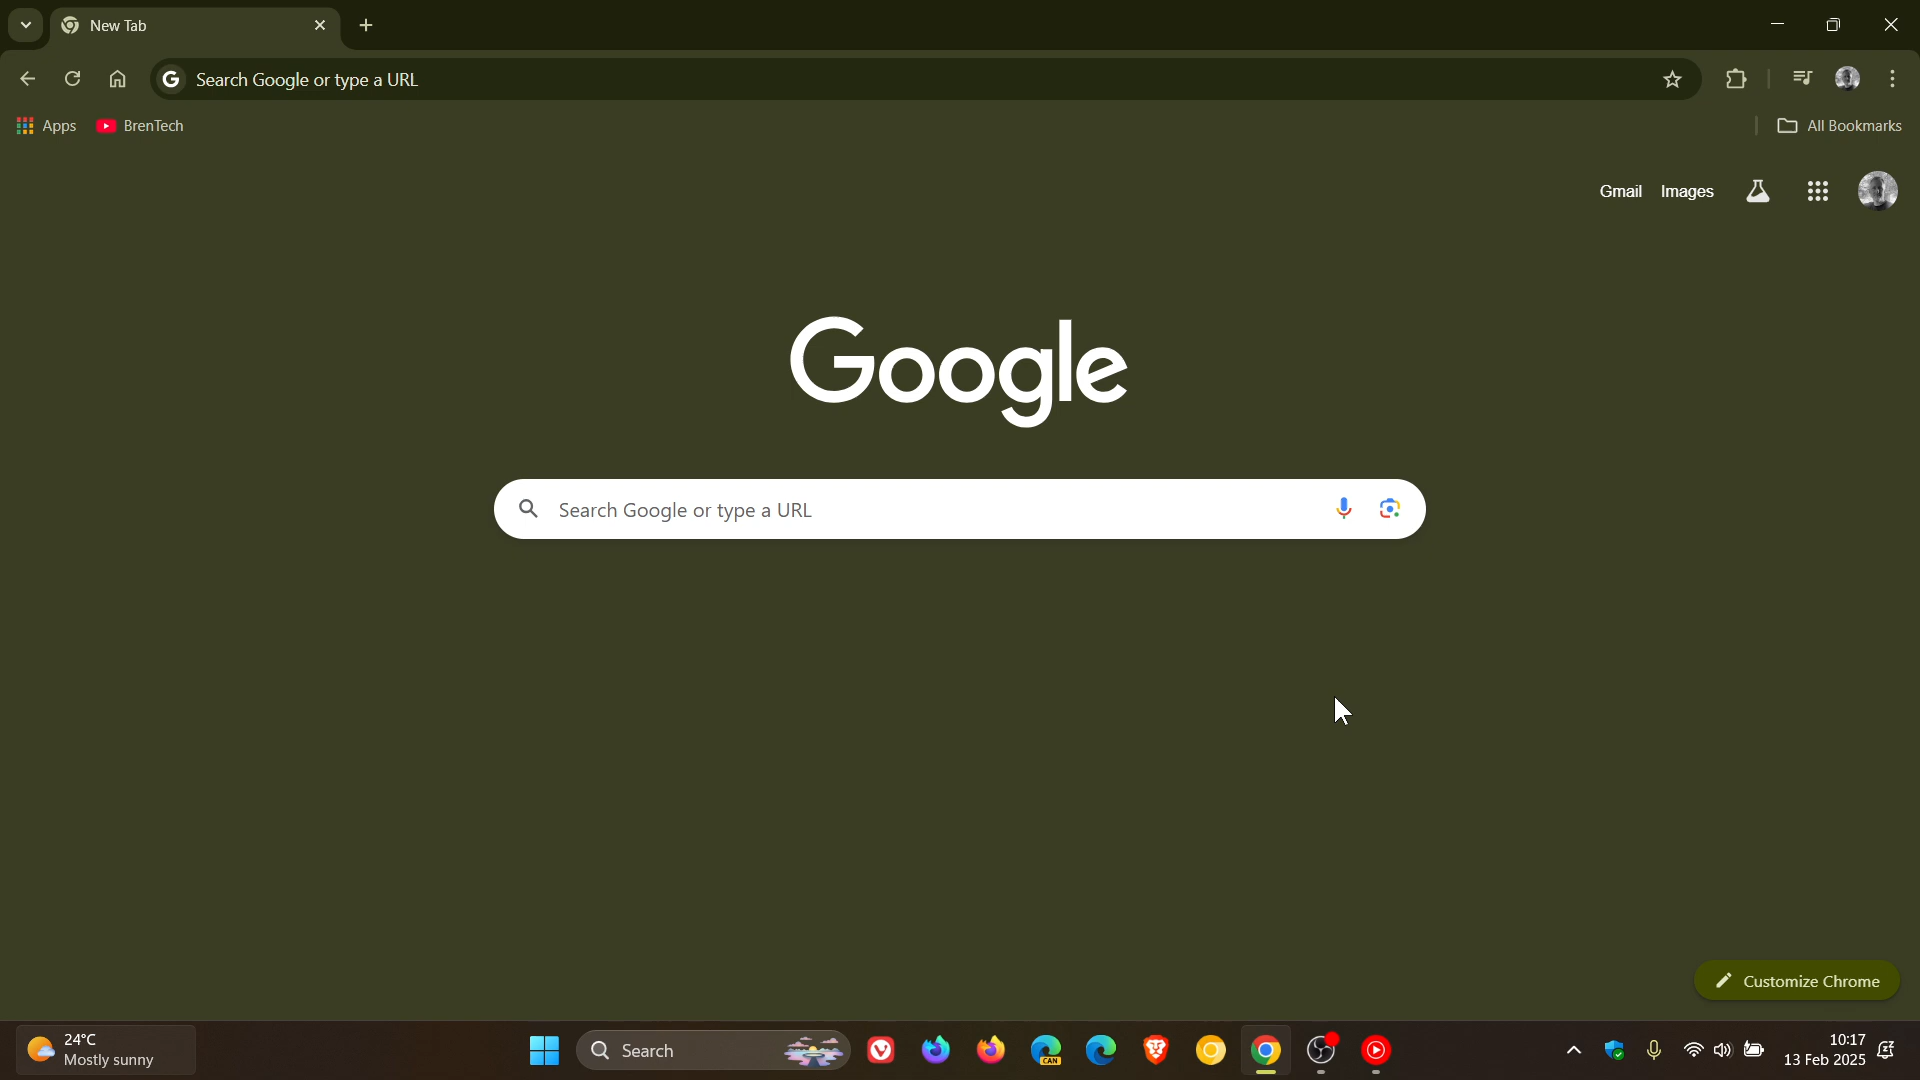 New Tab
Search Google or type a URL
Apps
BrenTech
All Bookmarks
Gmail
Images
Google
Search Google or type a URL
Customize Chrome
24°C
Mostly sunny
Search
CAN
10:17
13 Feb 2025